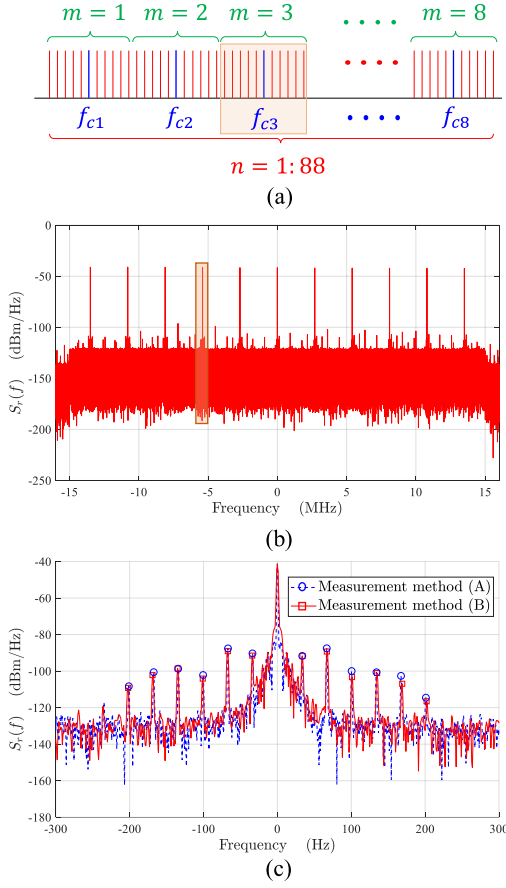 m = 1 m = 2 m = 3 m = 8
f_{c1} f_{c2} f_{c3} f_{c8}
n = 1:88
(a)
0
-50
-100
-150
-200
-250
S_r(f) (dBm/Hz)
-15 -10 -5 0 5 10 15
Frequency (MHz)
(b)
-40
-60
-80
-100
-120
-140
-160
-180
S_r(f) (dBm/Hz)
Measurement method (A)
Measurement method (B)
-300 -200 -100 0 100 200 300
Frequency (Hz)
(c)